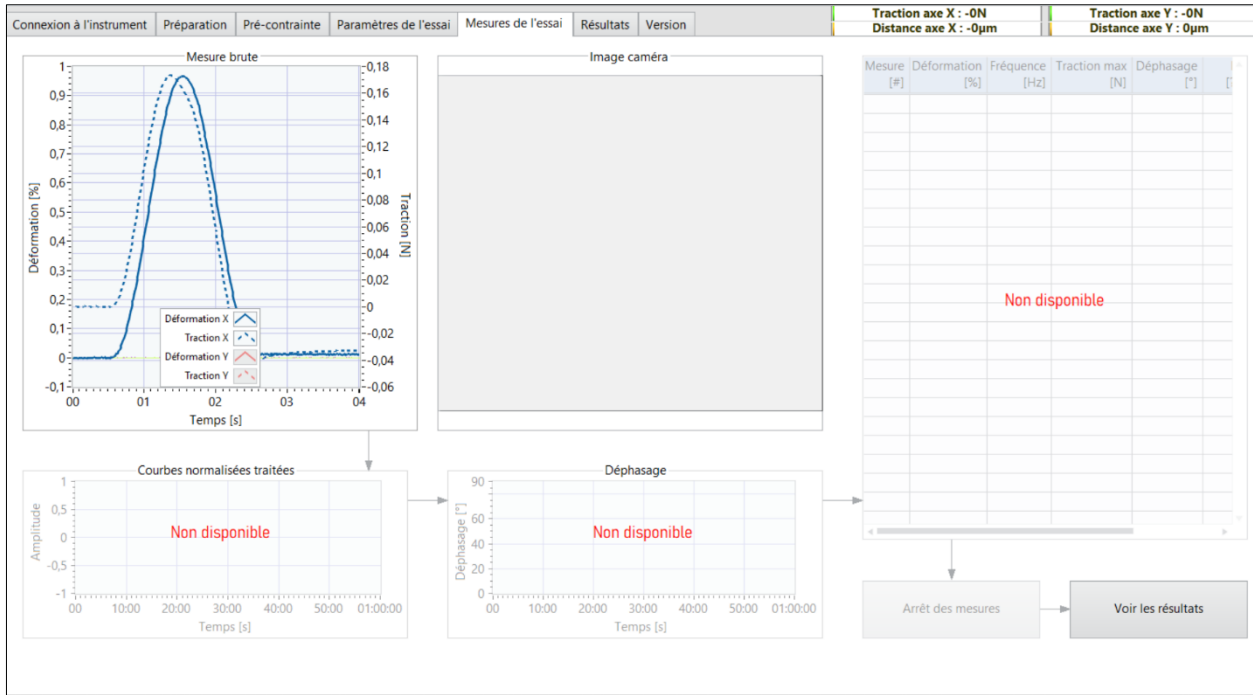 Connexion à l'instrument Préparation Pré-contrainte Paramètres de l'essai Mesures de l'essai Résultats Version
Traction axe X : -0N
Distance axe X : -0µm
Traction axe Y : -0N
Distance axe Y : 0µm
Mesure brute
1
0,9
0,8
0,7
0,6
0,5
0,4
0,3
0,2
0,1
0
-0,1
Déformation [%]
0,18
0,16
0,14
0,12
0,1
0,08
0,06
0,04
0,02
0
-0,02
-0,04
-0,06
Traction [N]
Déformation X
Traction X
Déformation Y
Traction Y
00 01 02 03 04
Temps [s]
Image caméra
Mesure Déformation Fréquence Traction max Déphasage
[#] [%] [Hz] [N] [°]
Non disponible
Courbes normalisées traitées
1
0,5
0
-0,5
-1
Amplitude
Non disponible
00 10:00 20:00 30:00 40:00 50:00 01:00:00
Temps [s]
Déphasage
90
60
40
20
0
Déphasage [°]
Non disponible
00 10:00 20:00 30:00 40:00 50:00 01:00:00
Temps [s]
Arrêt des mesures
Voir les résultats